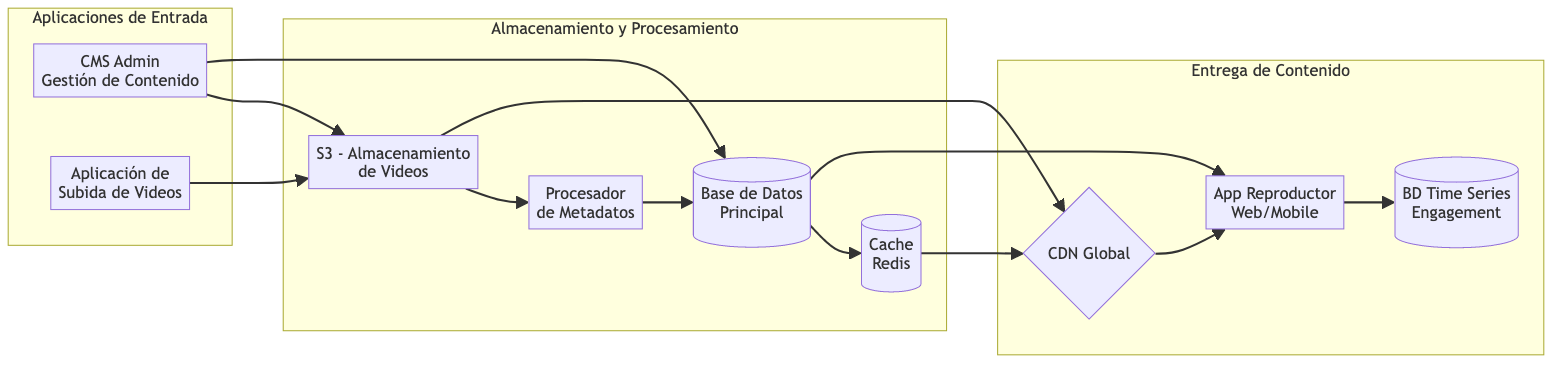 Aplicaciones de Entrada
CMS Admin
Gestión de Contenido
Aplicación de
Subida de Videos
Almacenamiento y Procesamiento
S3 - Almacenamiento
de Videos
Procesador
de Metadatos
Base de Datos
Principal
Cache
Redis
Entrega de Contenido
CDN Global
App Reproductor
Web/Mobile
BD Time Series
Engagement